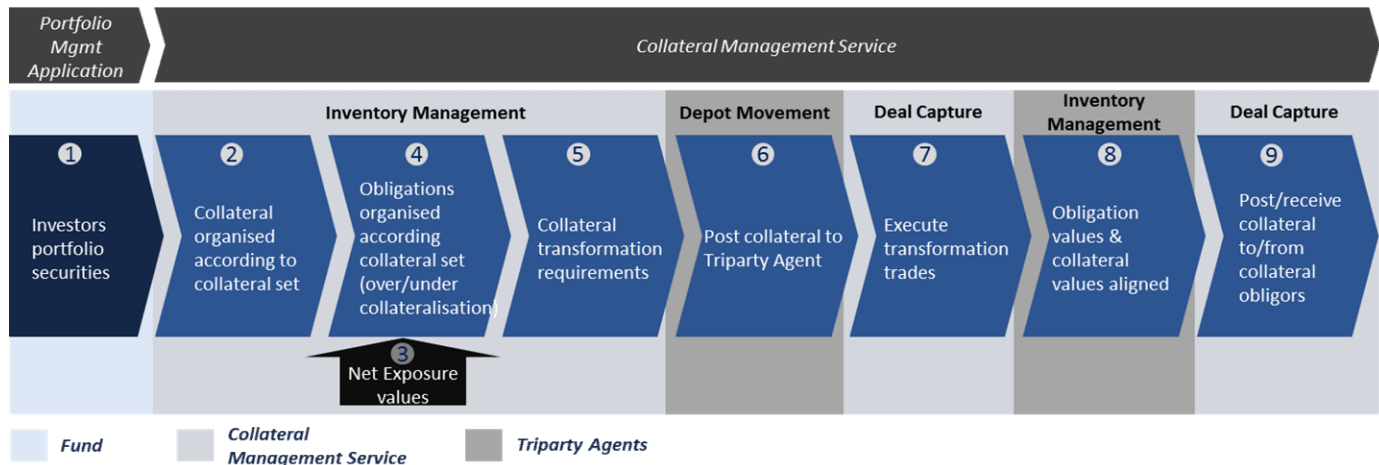 Portfolio
Mgmt
Application
Collateral Management Service
Inventory Management
Depot Movement
Deal Capture
Inventory
Management
Deal Capture
1
Investors
portfolio
securities
2
Collateral
organised
according to
collateral set
4
Obligations
organised
according
collateral set
(over/under
collateralisation)
5
Collateral
transformation
requirements
6
Post collateral to
Triparty Agent
7
Execute
transformation
trades
8
Obligation
values &
collateral
values aligned
9
Post/receive
collateral
to/from
collateral
obligors
3
Net Exposure
values
Fund
Collateral
Management Service
Triparty Agents